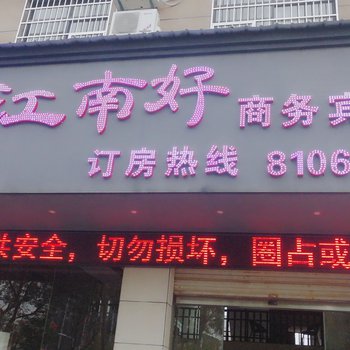 江南好商务宾
订房热线 8106
共安全，切勿损坏，圈占或